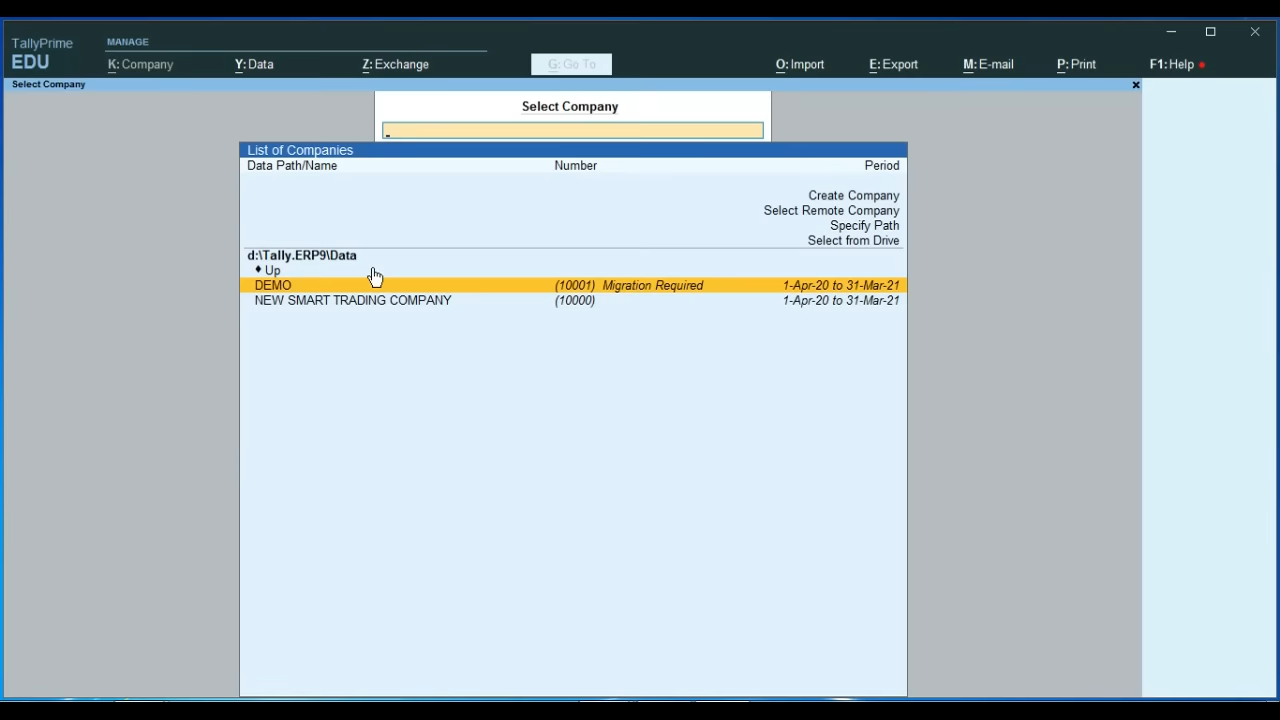 TallyPrime
EDU
MANAGE
K: Company Y: Data Z: Exchange G: Go To O: Import E: Export M: E-mail P: Print F1: Help
Select Company
Select Company
List of Companies
Data Path/Name Number Period
Create Company
Select Remote Company
Specify Path
Select from Drive
d:\Tally.ERP9\Data
♦ Up
DEMO (10001) Migration Required 1-Apr-20 to 31-Mar-21
NEW SMART TRADING COMPANY (10000) 1-Apr-20 to 31-Mar-21